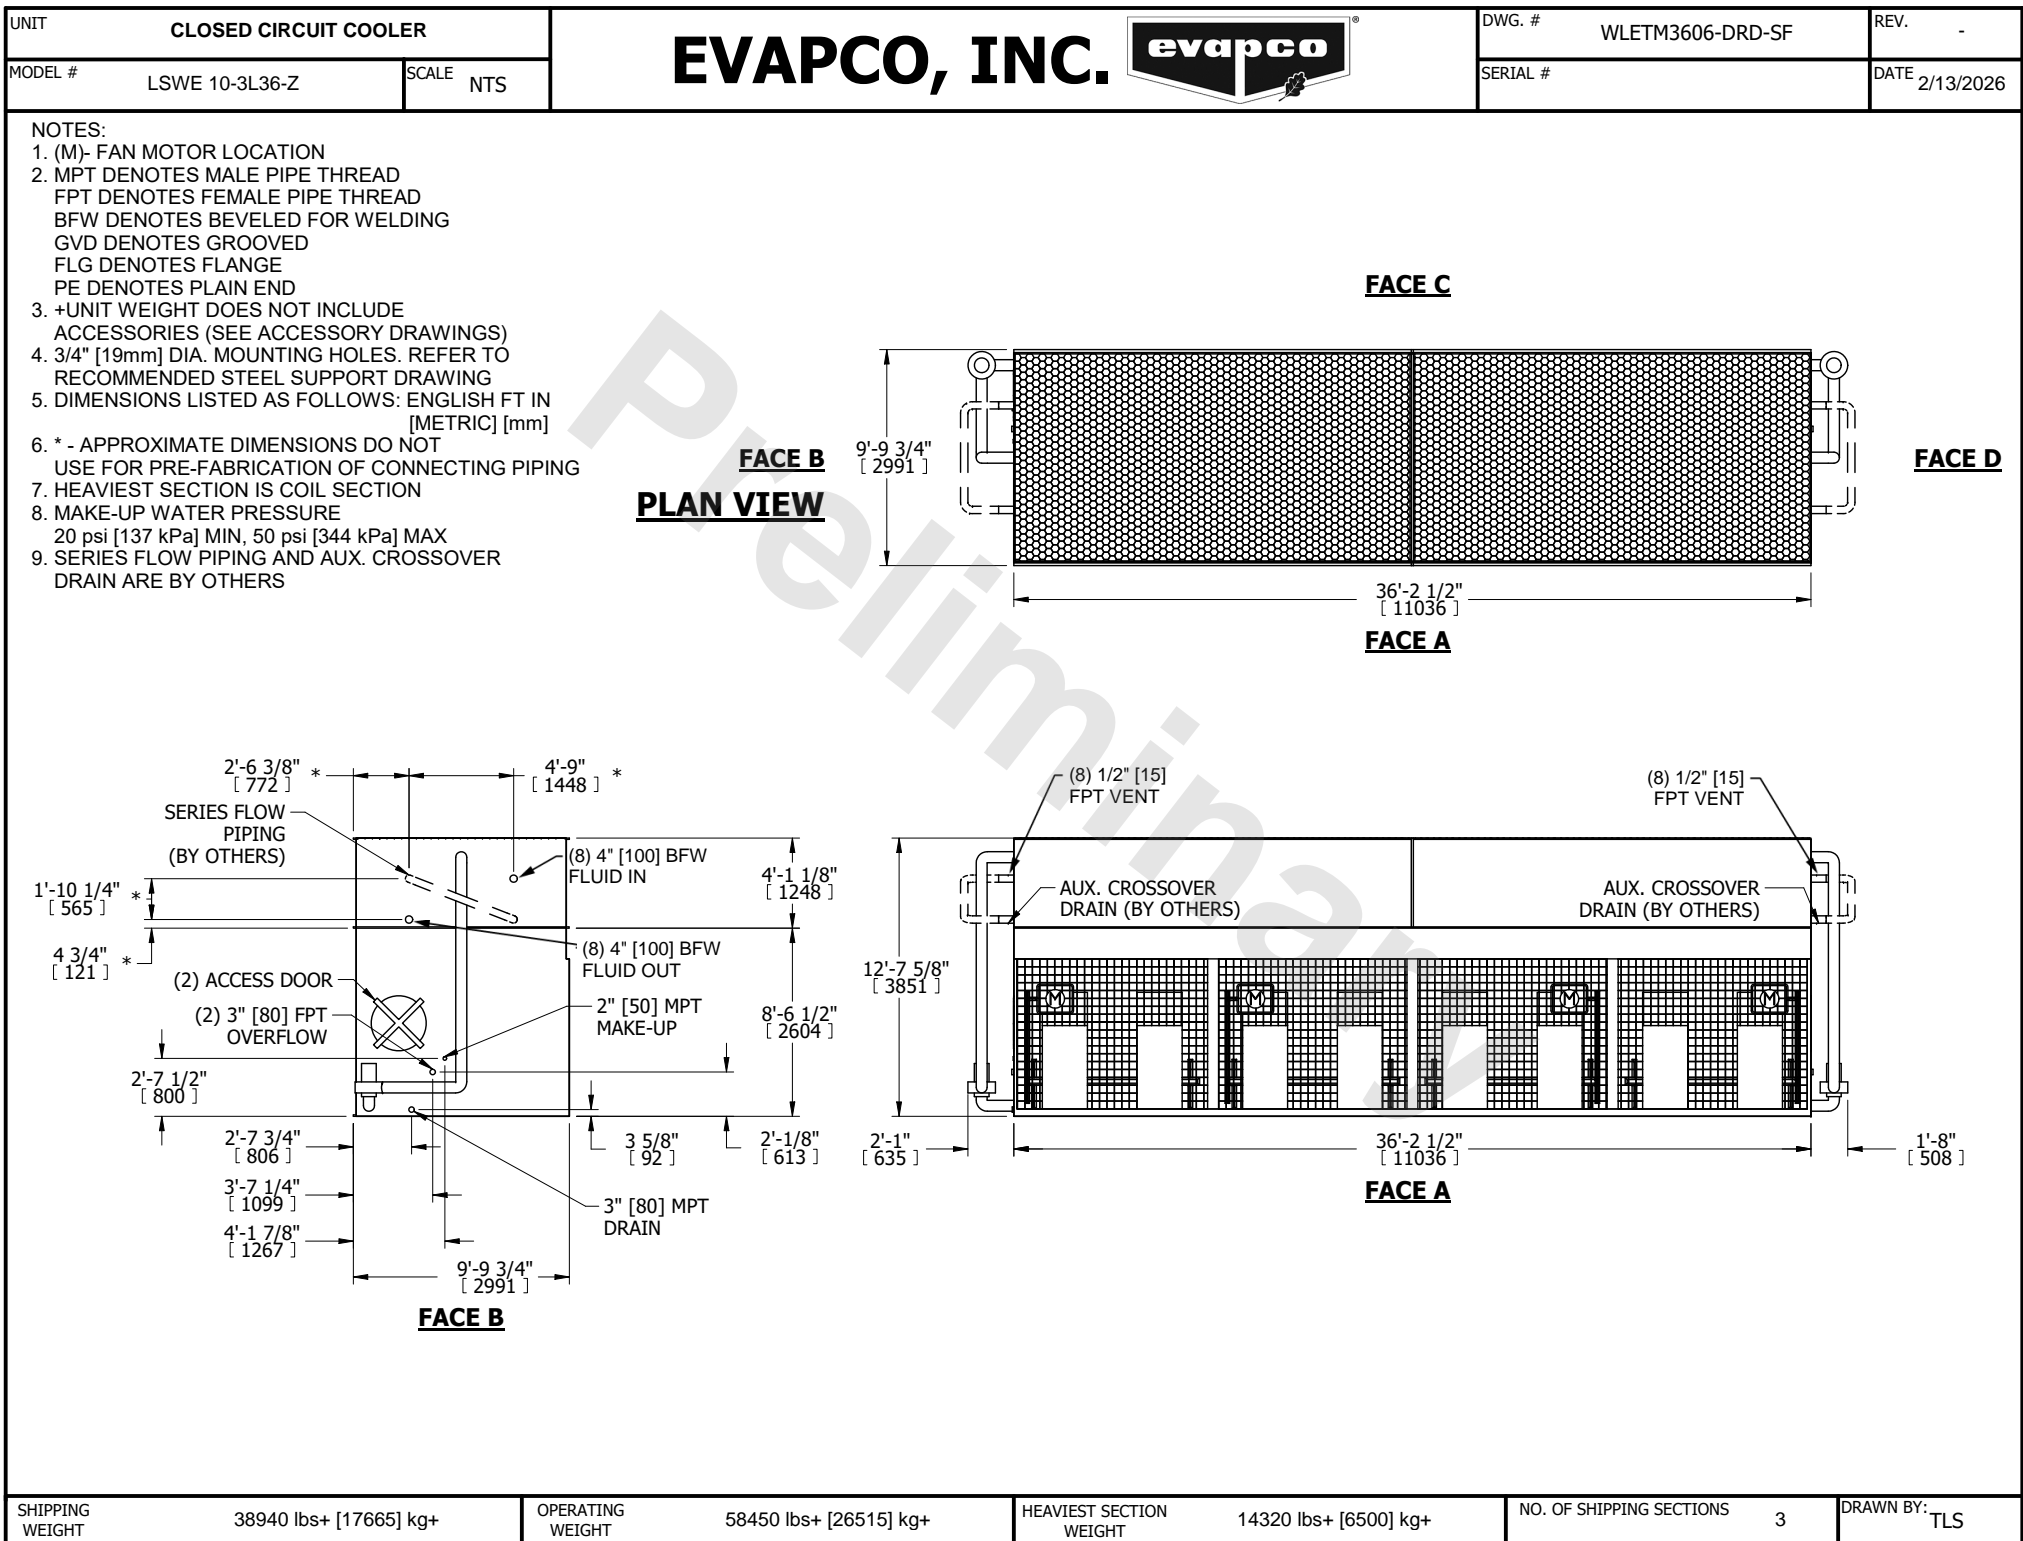 UNIT
CLOSED CIRCUIT COOLER
MODEL #
LSWE 10-3L36-Z
SCALE
NTS
EVAPCO, INC.
evapco
®
DWG. #
WLETM3606-DRD-SF
REV.
-
SERIAL #
DATE
2/13/2026
NOTES:
1. (M)- FAN MOTOR LOCATION
2. MPT DENOTES MALE PIPE THREAD
FPT DENOTES FEMALE PIPE THREAD
BFW DENOTES BEVELED FOR WELDING
GVD DENOTES GROOVED
FLG DENOTES FLANGE
PE DENOTES PLAIN END
3. +UNIT WEIGHT DOES NOT INCLUDE
ACCESSORIES (SEE ACCESSORY DRAWINGS)
4. 3/4" [19mm] DIA. MOUNTING HOLES. REFER TO
RECOMMENDED STEEL SUPPORT DRAWING
5. DIMENSIONS LISTED AS FOLLOWS: ENGLISH FT IN
[METRIC] [mm]
6. * - APPROXIMATE DIMENSIONS DO NOT
USE FOR PRE-FABRICATION OF CONNECTING PIPING
7. HEAVIEST SECTION IS COIL SECTION
8. MAKE-UP WATER PRESSURE
20 psi [137 kPa] MIN, 50 psi [344 kPa] MAX
9. SERIES FLOW PIPING AND AUX. CROSSOVER
DRAIN ARE BY OTHERS
Preliminary
FACE C
FACE B
PLAN VIEW
9'-9 3/4"
[ 2991 ]
FACE D
36'-2 1/2"
[ 11036 ]
FACE A
2'-6 3/8"
[ 772 ]
*
4'-9"
[ 1448 ]
*
SERIES FLOW
PIPING
(BY OTHERS)
(8) 4" [100] BFW
FLUID IN
1'-10 1/4"
[ 565 ]
*
4'-1 1/8"
[ 1248 ]
4 3/4"
[ 121 ]
*
(8) 4" [100] BFW
FLUID OUT
(2) ACCESS DOOR
(2) 3" [80] FPT
OVERFLOW
2" [50] MPT
MAKE-UP
8'-6 1/2"
[ 2604 ]
2'-7 1/2"
[ 800 ]
2'-7 3/4"
[ 806 ]
3 5/8"
[ 92 ]
2'-1/8"
[ 613 ]
3'-7 1/4"
[ 1099 ]
3" [80] MPT
DRAIN
4'-1 7/8"
[ 1267 ]
9'-9 3/4"
[ 2991 ]
FACE B
(8) 1/2" [15]
FPT VENT
(8) 1/2" [15]
FPT VENT
AUX. CROSSOVER
DRAIN (BY OTHERS)
AUX. CROSSOVER
DRAIN (BY OTHERS)
12'-7 5/8"
[ 3851 ]
M
M
M
M
2'-1"
[ 635 ]
36'-2 1/2"
[ 11036 ]
1'-8"
[ 508 ]
FACE A
SHIPPING
WEIGHT
38940 lbs+ [17665] kg+
OPERATING
WEIGHT
58450 lbs+ [26515] kg+
HEAVIEST SECTION
WEIGHT
14320 lbs+ [6500] kg+
NO. OF SHIPPING SECTIONS
3
DRAWN BY:
TLS